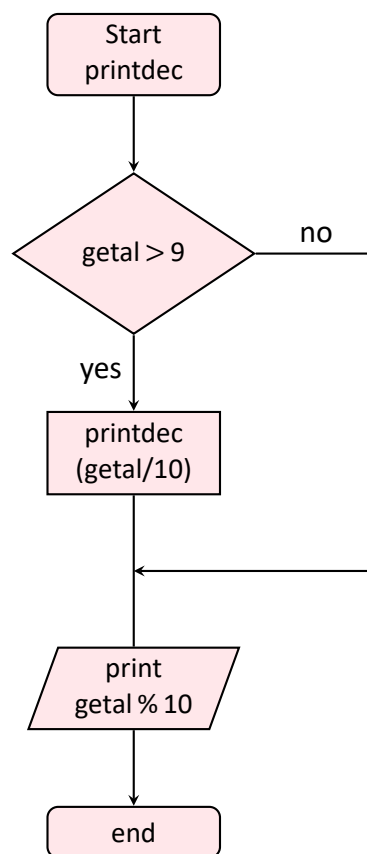 Start
printdec
getal > 9
no
yes
printdec
(getal/10)
print
getal % 10
end